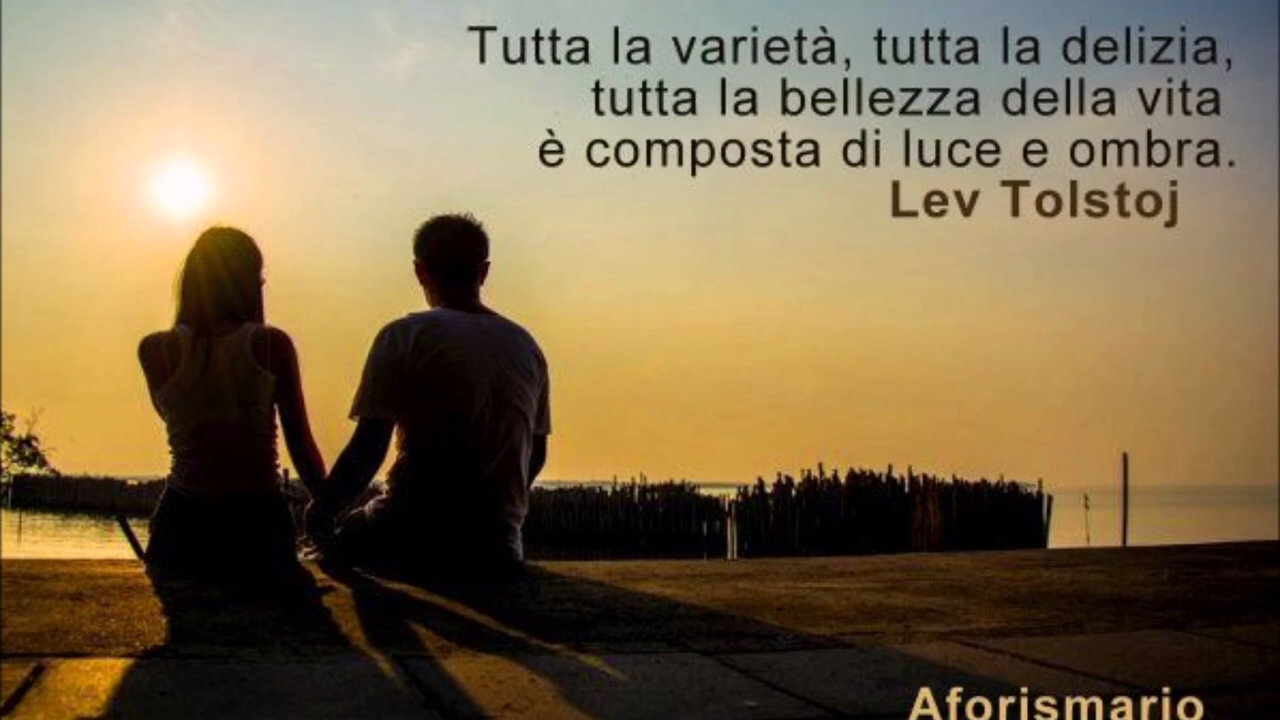 Tutta la varietà, tutta la delizia,
tutta la bellezza della vita
è composta di luce e ombra.
Lev Tolstoj
Aforismario